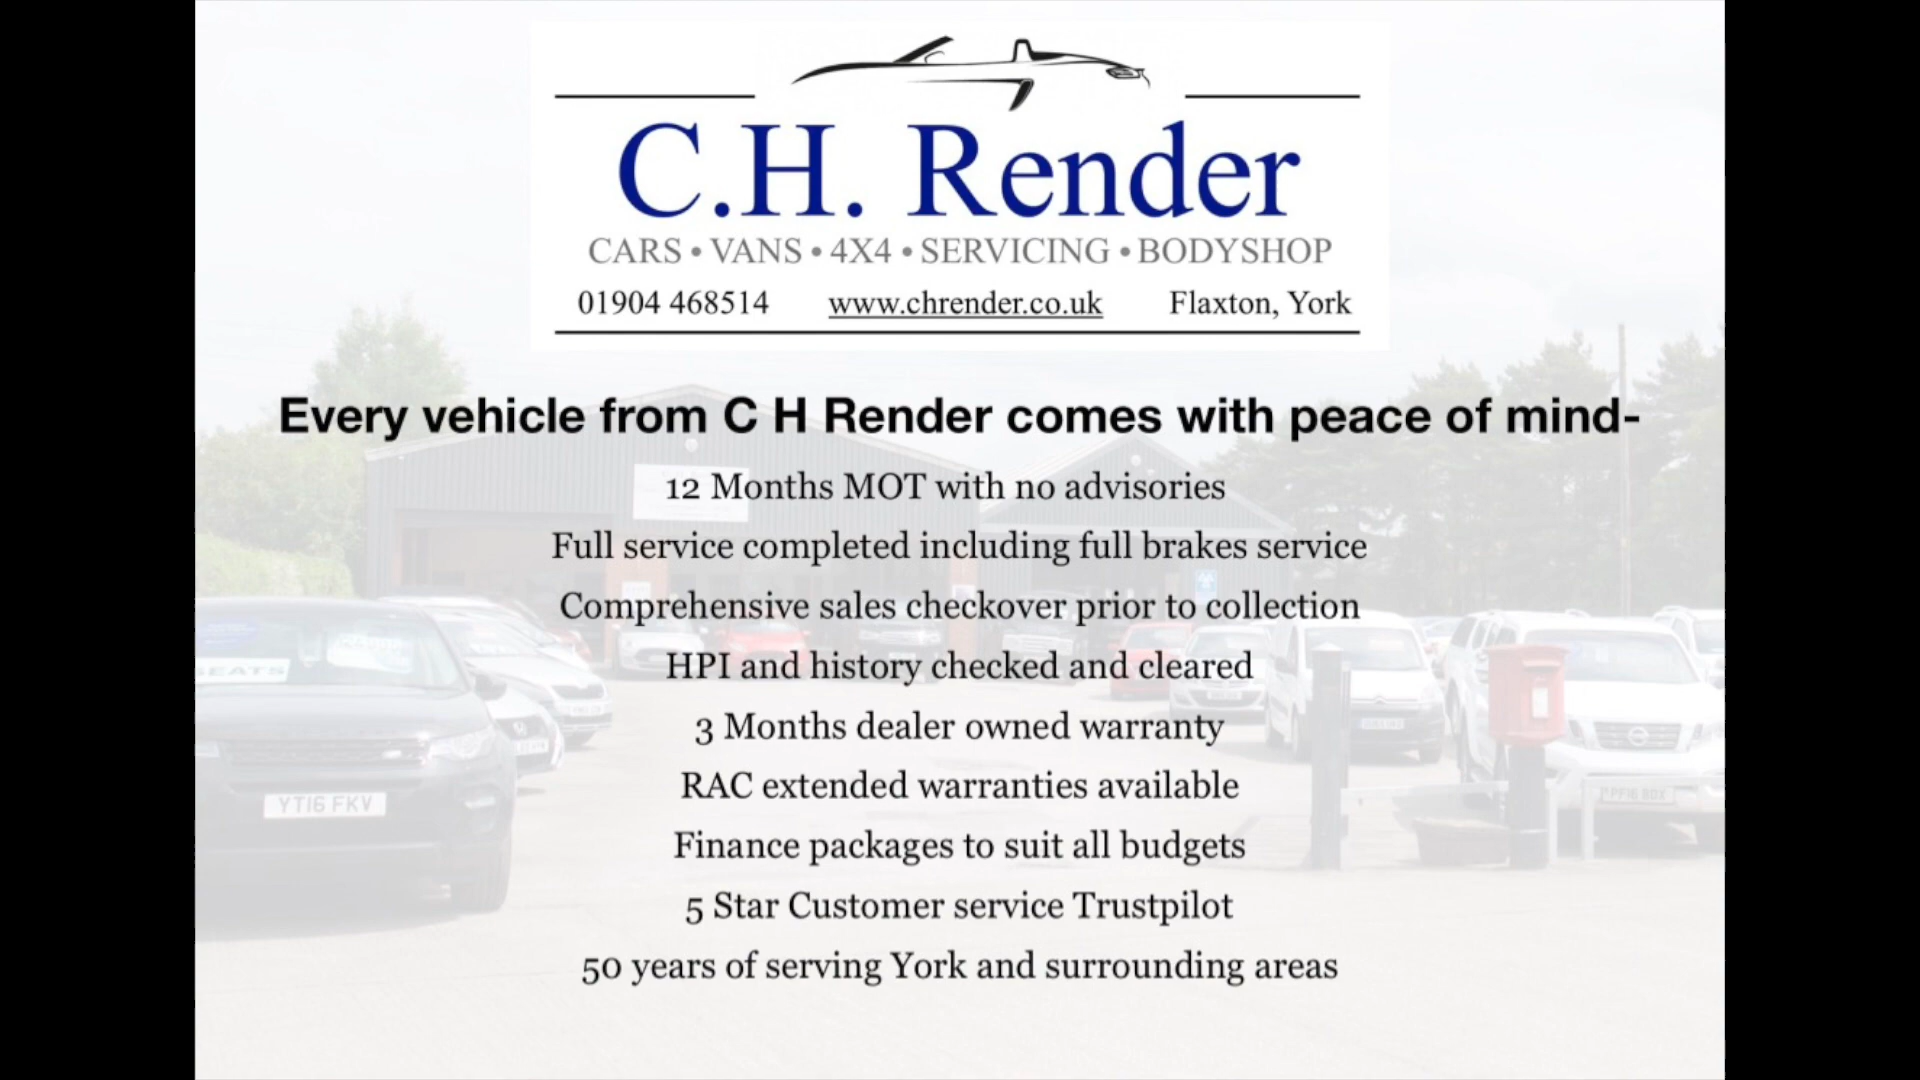 C.H. Render
CARS • VANS • 4X4 • SERVICING • BODYSHOP
01904 468514 www.chrender.co.uk Flaxton, York
Every vehicle from C H Render comes with peace of mind-
12 Months MOT with no advisories
Full service completed including full brakes service
Comprehensive sales checkover prior to collection
HPI and history checked and cleared
3 Months dealer owned warranty
RAC extended warranties available
Finance packages to suit all budgets
5 Star Customer service Trustpilot
50 years of serving York and surrounding areas
SEATS
YT16 FKV